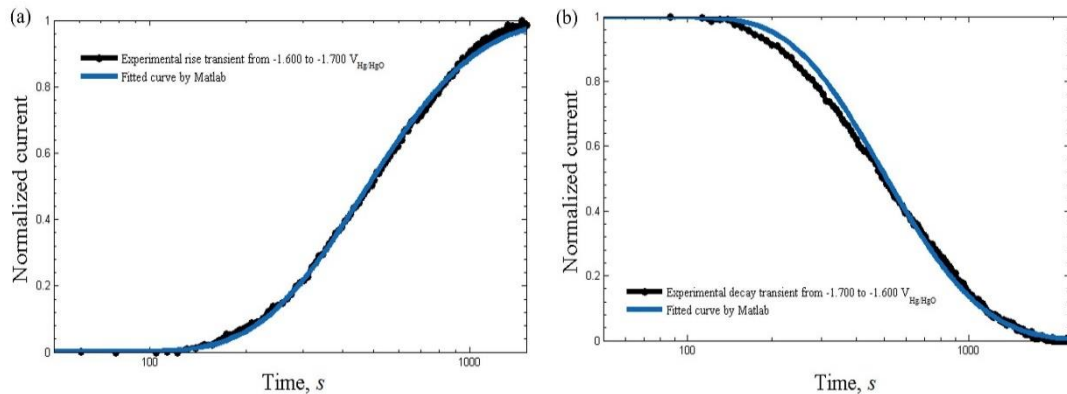 (a)
1
0.8
0.6
0.4
0.2
0
Normalized current
Experimental rise transient from -1.600 to -1.700 V_Hg/HgO
Fitted curve by Matlab
100
1000
Time, s
(b)
1
0.8
0.6
0.4
0.2
0
Normalized current
Experimental decay transient from -1.700 to -1.600 V_Hg/HgO
Fitted curve by Matlab
100
1000
Time, s